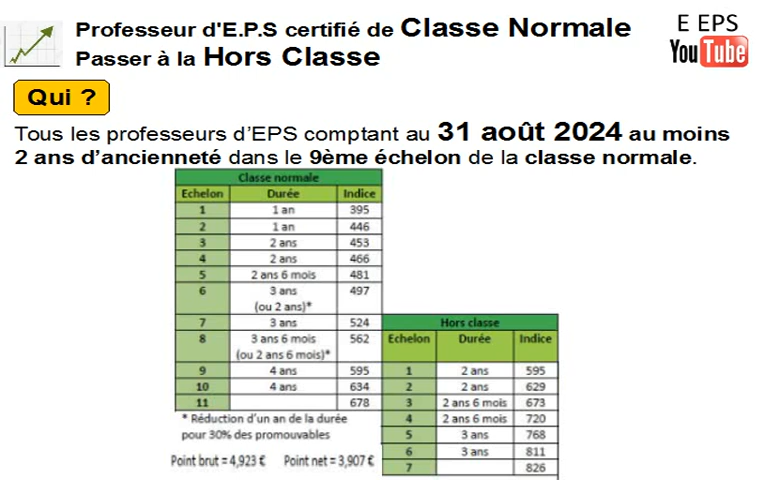 Professeur d'E.P.S certifié de Classe Normale
Passer à la Hors Classe
E EPS
YouTube
Qui ?
Tous les professeurs d'EPS comptant au 31 août 2024 au moins
2 ans d'ancienneté dans le 9ème échelon de la classe normale.
Classe normale
Echelon Durée Indice
1 1 an 395
2 1 an 446
3 2 ans 453
4 2 ans 466
5 2 ans 6 mois 481
6 3 ans 497
(ou 2 ans)*
7 3 ans 524
8 3 ans 6 mois 562
(ou 2 ans 6 mois)*
9 4 ans 595
10 4 ans 634
11 678
* Réduction d'un an de la durée
pour 30% des promouvables
Point brut = 4,923 € Point net = 3,907 €
Hors classe
Echelon Durée Indice
1 2 ans 595
2 2 ans 629
3 2 ans 6 mois 673
4 2 ans 6 mois 720
5 3 ans 768
6 3 ans 811
7 826